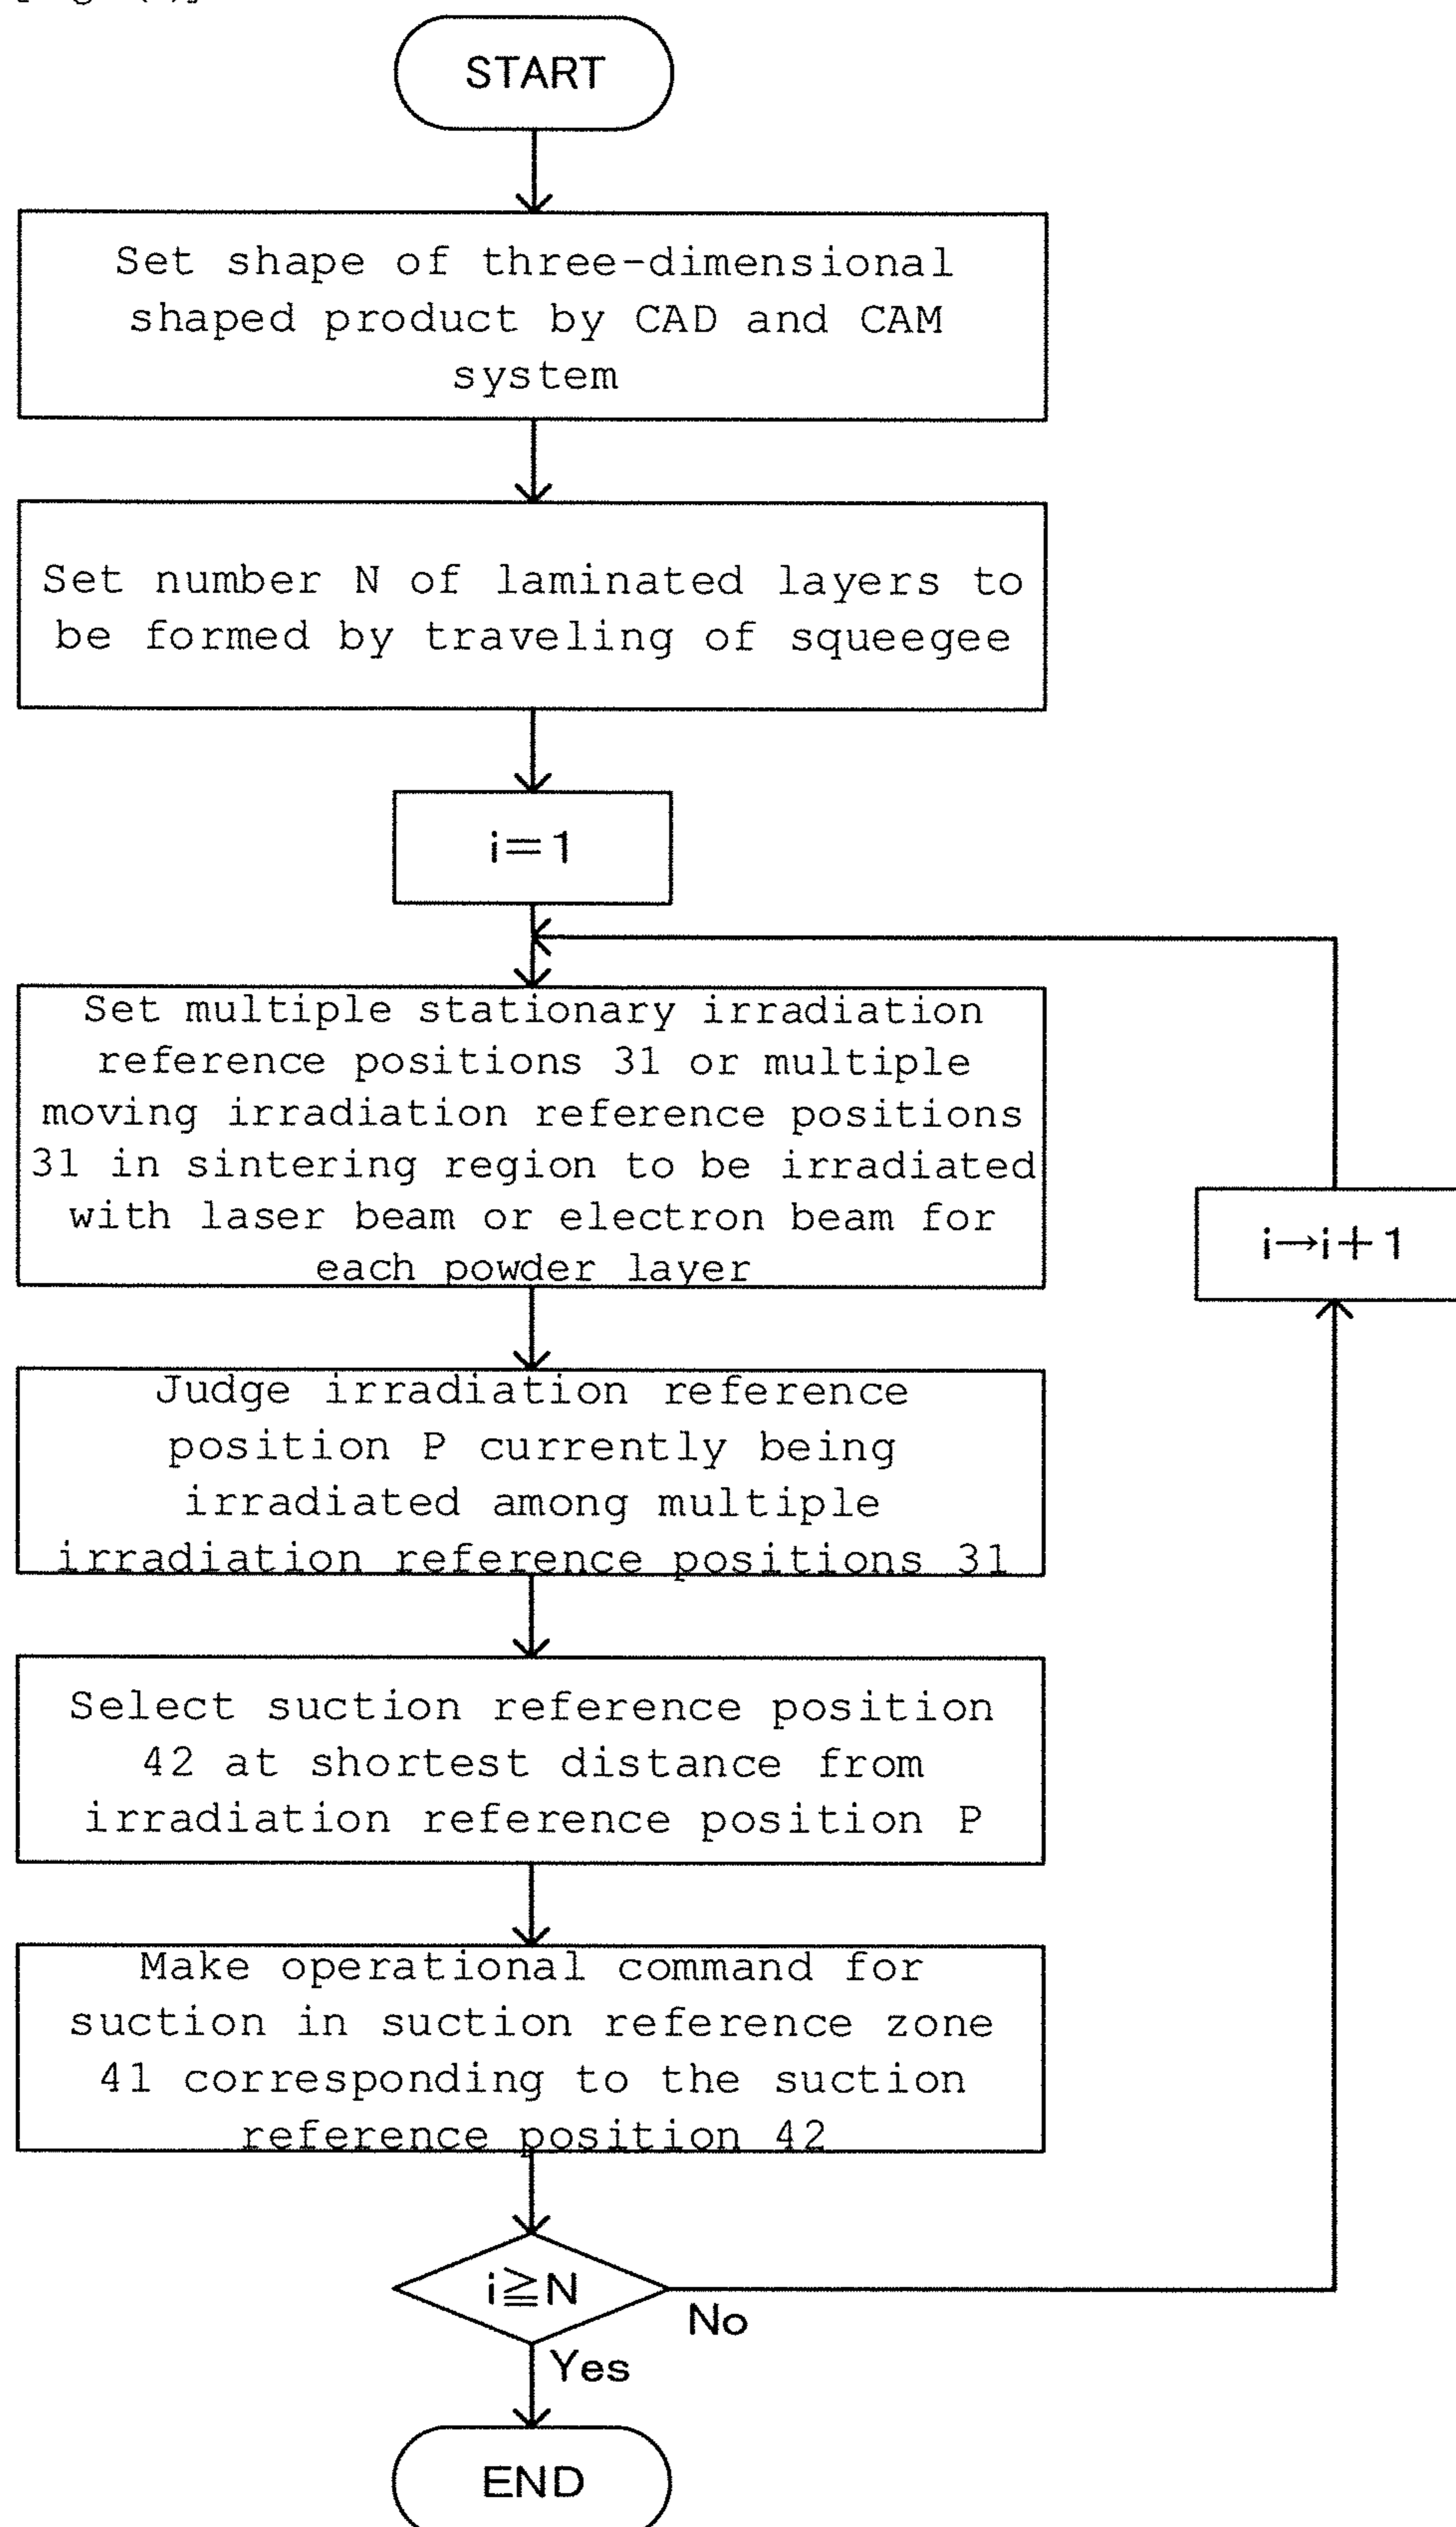 START
Set shape of three-dimensional
shaped product by CAD and CAM
system
Set number N of laminated layers to
be formed by traveling of squeegee
i=1
Set multiple stationary irradiation
reference positions 31 or multiple
moving irradiation reference positions
31 in sintering region to be irradiated
with laser beam or electron beam for
each powder layer
i→i+1
Judge irradiation reference
position P currently being
irradiated among multiple
irradiation reference positions 31
Select suction reference position
42 at shortest distance from
irradiation reference position P
Make operational command for
suction in suction reference zone
41 corresponding to the suction
reference position 42
i≧N
No
Yes
END